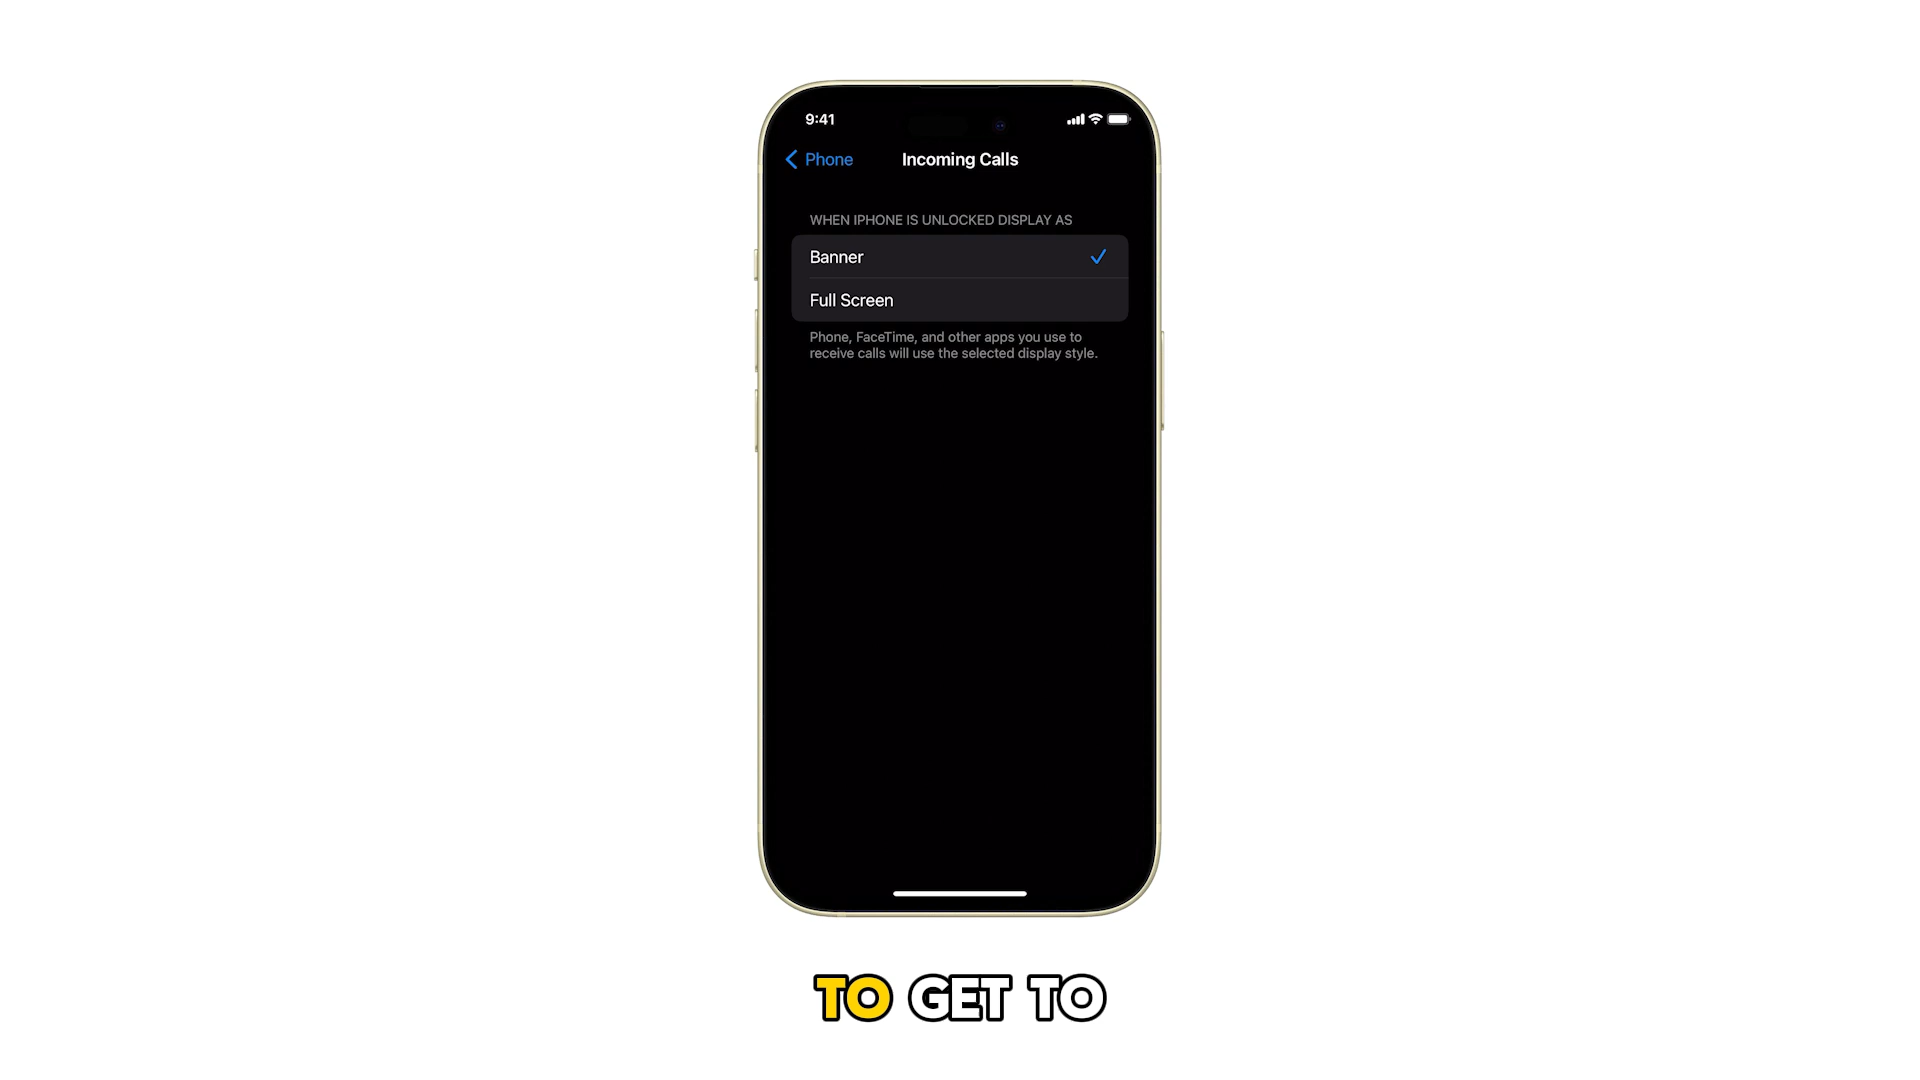 9:41
Phone
Incoming Calls
WHEN IPHONE IS UNLOCKED DISPLAY AS
Banner
Full Screen
Phone, FaceTime, and other apps you use to
receive calls will use the selected display style.
TO GET TO